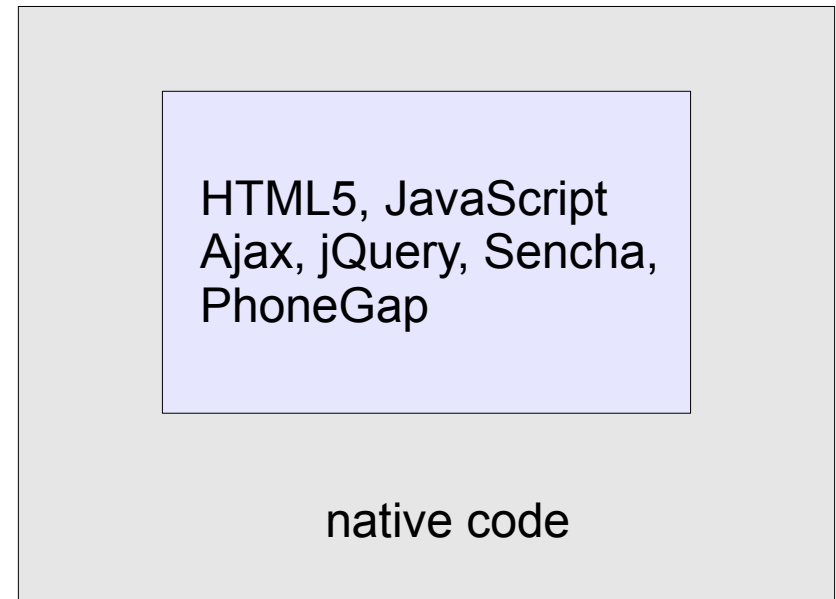 HTML5, JavaScript
Ajax, jQuery, Sencha,
PhoneGap
native code